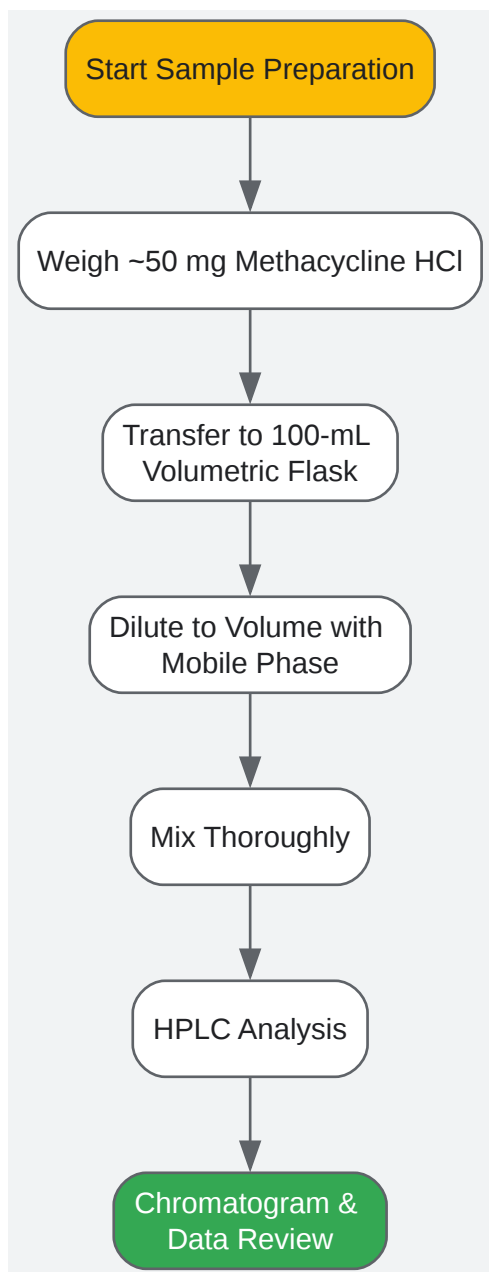 Start Sample Preparation
Weigh ~50 mg Methacycline HCl
Transfer to 100-mL
Volumetric Flask
Dilute to Volume with
Mobile Phase
Mix Thoroughly
HPLC Analysis
Chromatogram &
Data Review